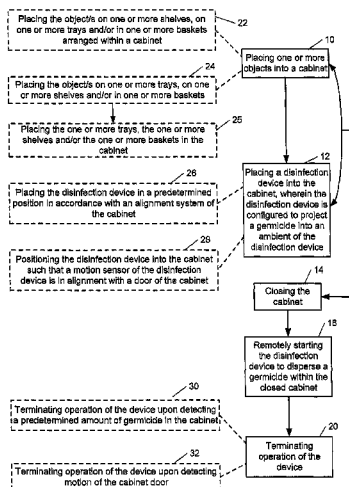 22
Placing the object/s on one or more shelves, on
one or more trays and/or in one or more baskets
arranged within a cabinet
10
Placing one or more
objects into a cabinet
24
Placing the object/s on one or more trays, on one
or more shelves and/or in one or more baskets
25
Placing the one or more trays, the one or more
shelves and/or the one or more baskets in the
cabinet
12
Placing a disinfection
device into the
cabinet, wherein the
disinfection device is
configured to project
a germicide into an
ambient of the
disinfection device
26
Placing the disinfection device in a predetermined
position in accordance with an alignment system of
the cabinet
28
Positioning the disinfection device into the cabinet
such that a motion sensor of the disinfection
device is in alignment with a door of the cabinet
14
Closing the
cabinet
16
Remotely starting
the disinfection
device to disperse a
germicide within the
closed cabinet
30
Terminating operation of the device upon detecting
a predetermined amount of germicide in the cabinet
20
Terminating
operation of the
device
32
Terminating operation of the device upon detecting
motion of the cabinet door